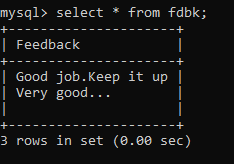 mysql> select * from fdbk;
+---------------------+
| Feedback            |
+---------------------+
| Good job.Keep it up |
| Very good...        |
|                     |
+---------------------+
3 rows in set (0.00 sec)